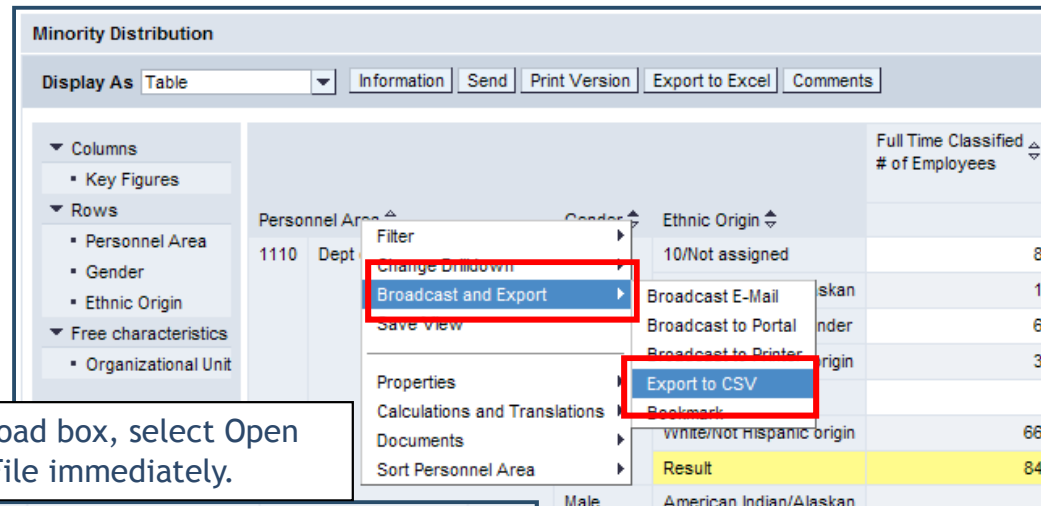 Minority Distribution
Display As Table Information Send Print Version Export to Excel Comments
Columns
Key Figures
Rows
Personnel Area
Gender
Ethnic Origin
Free characteristics
Organizational Unit
Full Time Classified
# of Employees
Personnel Area Gender Ethnic Origin
1110 Dept 10/Not assigned 8
skan 1
nder 6
origin 3
White/Not Hispanic origin 66
Result 84
Male American Indian/Alaskan
Filter
Change Drilldown
Broadcast and Export
Save View
Properties
Calculations and Translations
Documents
Sort Personnel Area
Broadcast E-Mail
Broadcast to Portal
Broadcast to Printer
Export to CSV
Bookmark
oad box, select Open
file immediately.